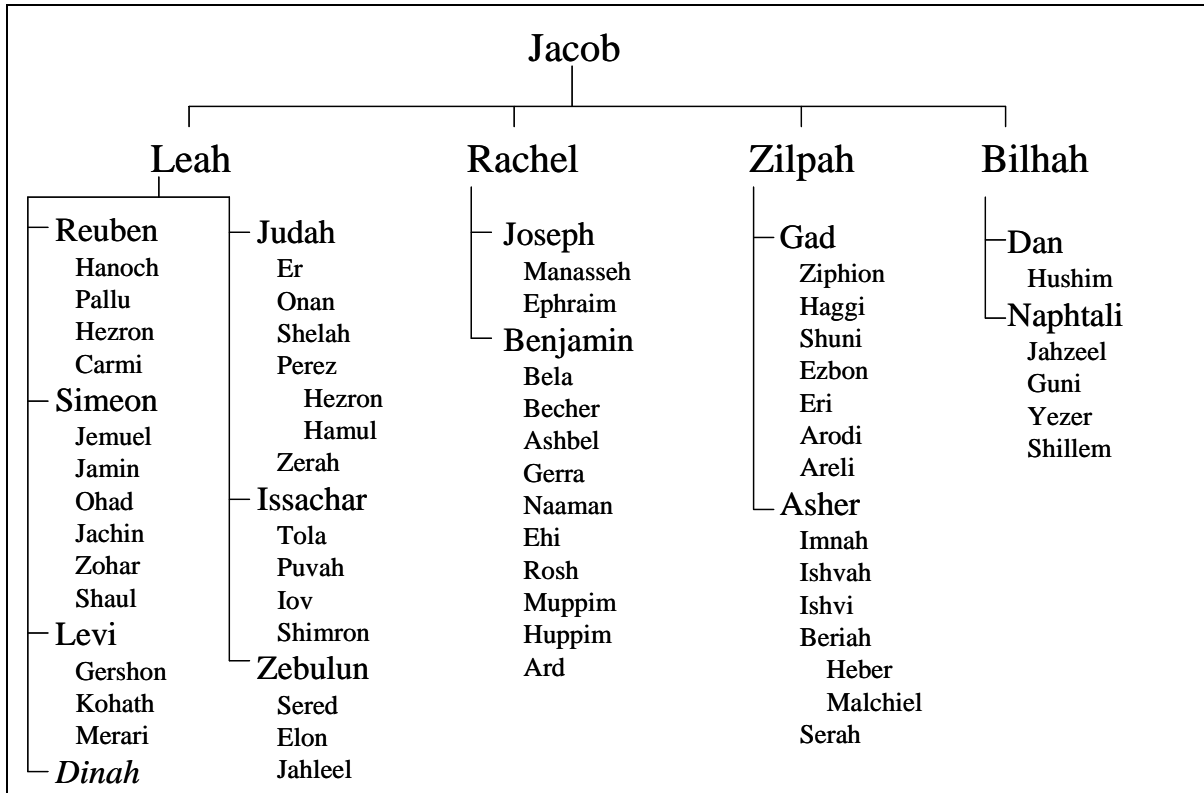 Jacob
Leah
Rachel
Zilpah
Bilhah
Reuben
Hanoch
Pallu
Hezron
Carmi
Simeon
Jemuel
Jamin
Ohad
Jachin
Zohar
Shaul
Levi
Gershon
Kohath
Merari
Dinah
Judah
Er
Onan
Shelah
Perez
Hezron
Hamul
Zerah
Issachar
Tola
Puvah
Iov
Shimron
Zebulun
Sered
Elon
Jahleel
Joseph
Manasseh
Ephraim
Benjamin
Bela
Becher
Ashbel
Gerra
Naaman
Ehi
Rosh
Muppim
Huppim
Ard
Gad
Ziphion
Haggi
Shuni
Ezbon
Eri
Arodi
Areli
Asher
Imnah
Ishvah
Ishvi
Beriah
Heber
Malchiel
Serah
Dan
Hushim
Naphtali
Jahzeel
Guni
Yezer
Shillem